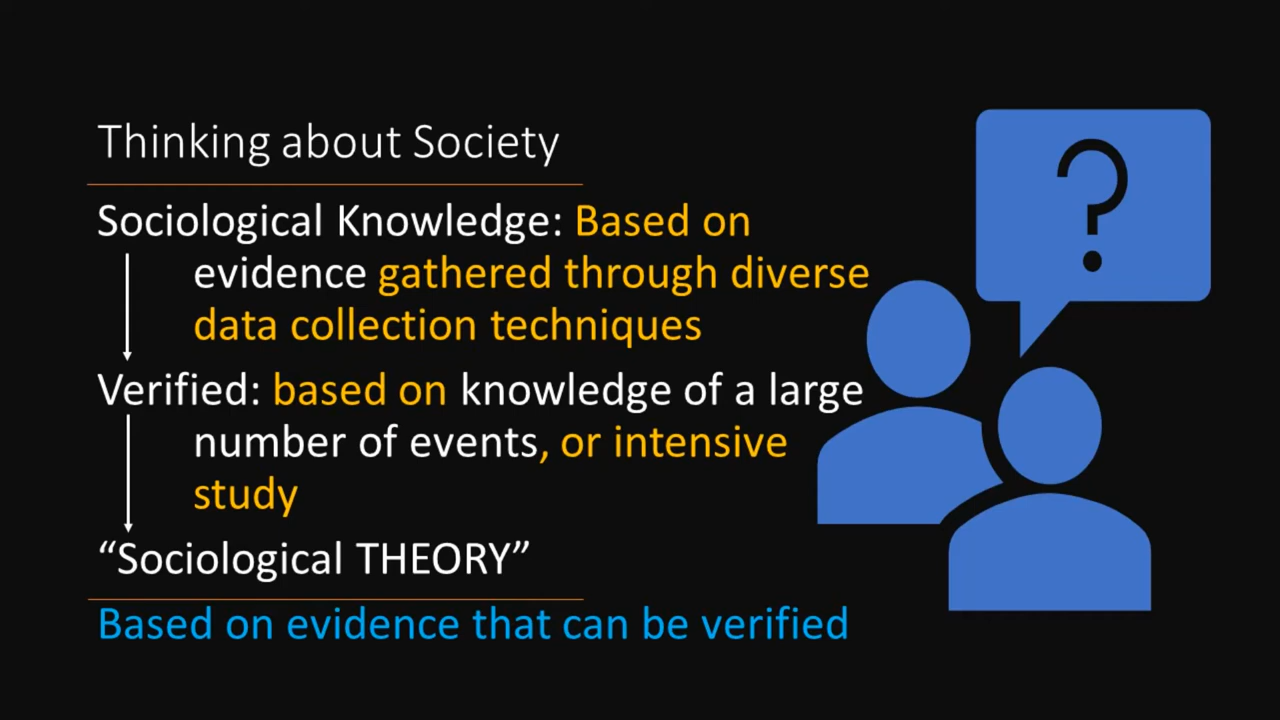 Thinking about Society
Sociological Knowledge: Based on
evidence gathered through diverse
data collection techniques
Verified: based on knowledge of a large
number of events, or intensive
study
“Sociological THEORY”
Based on evidence that can be verified
?